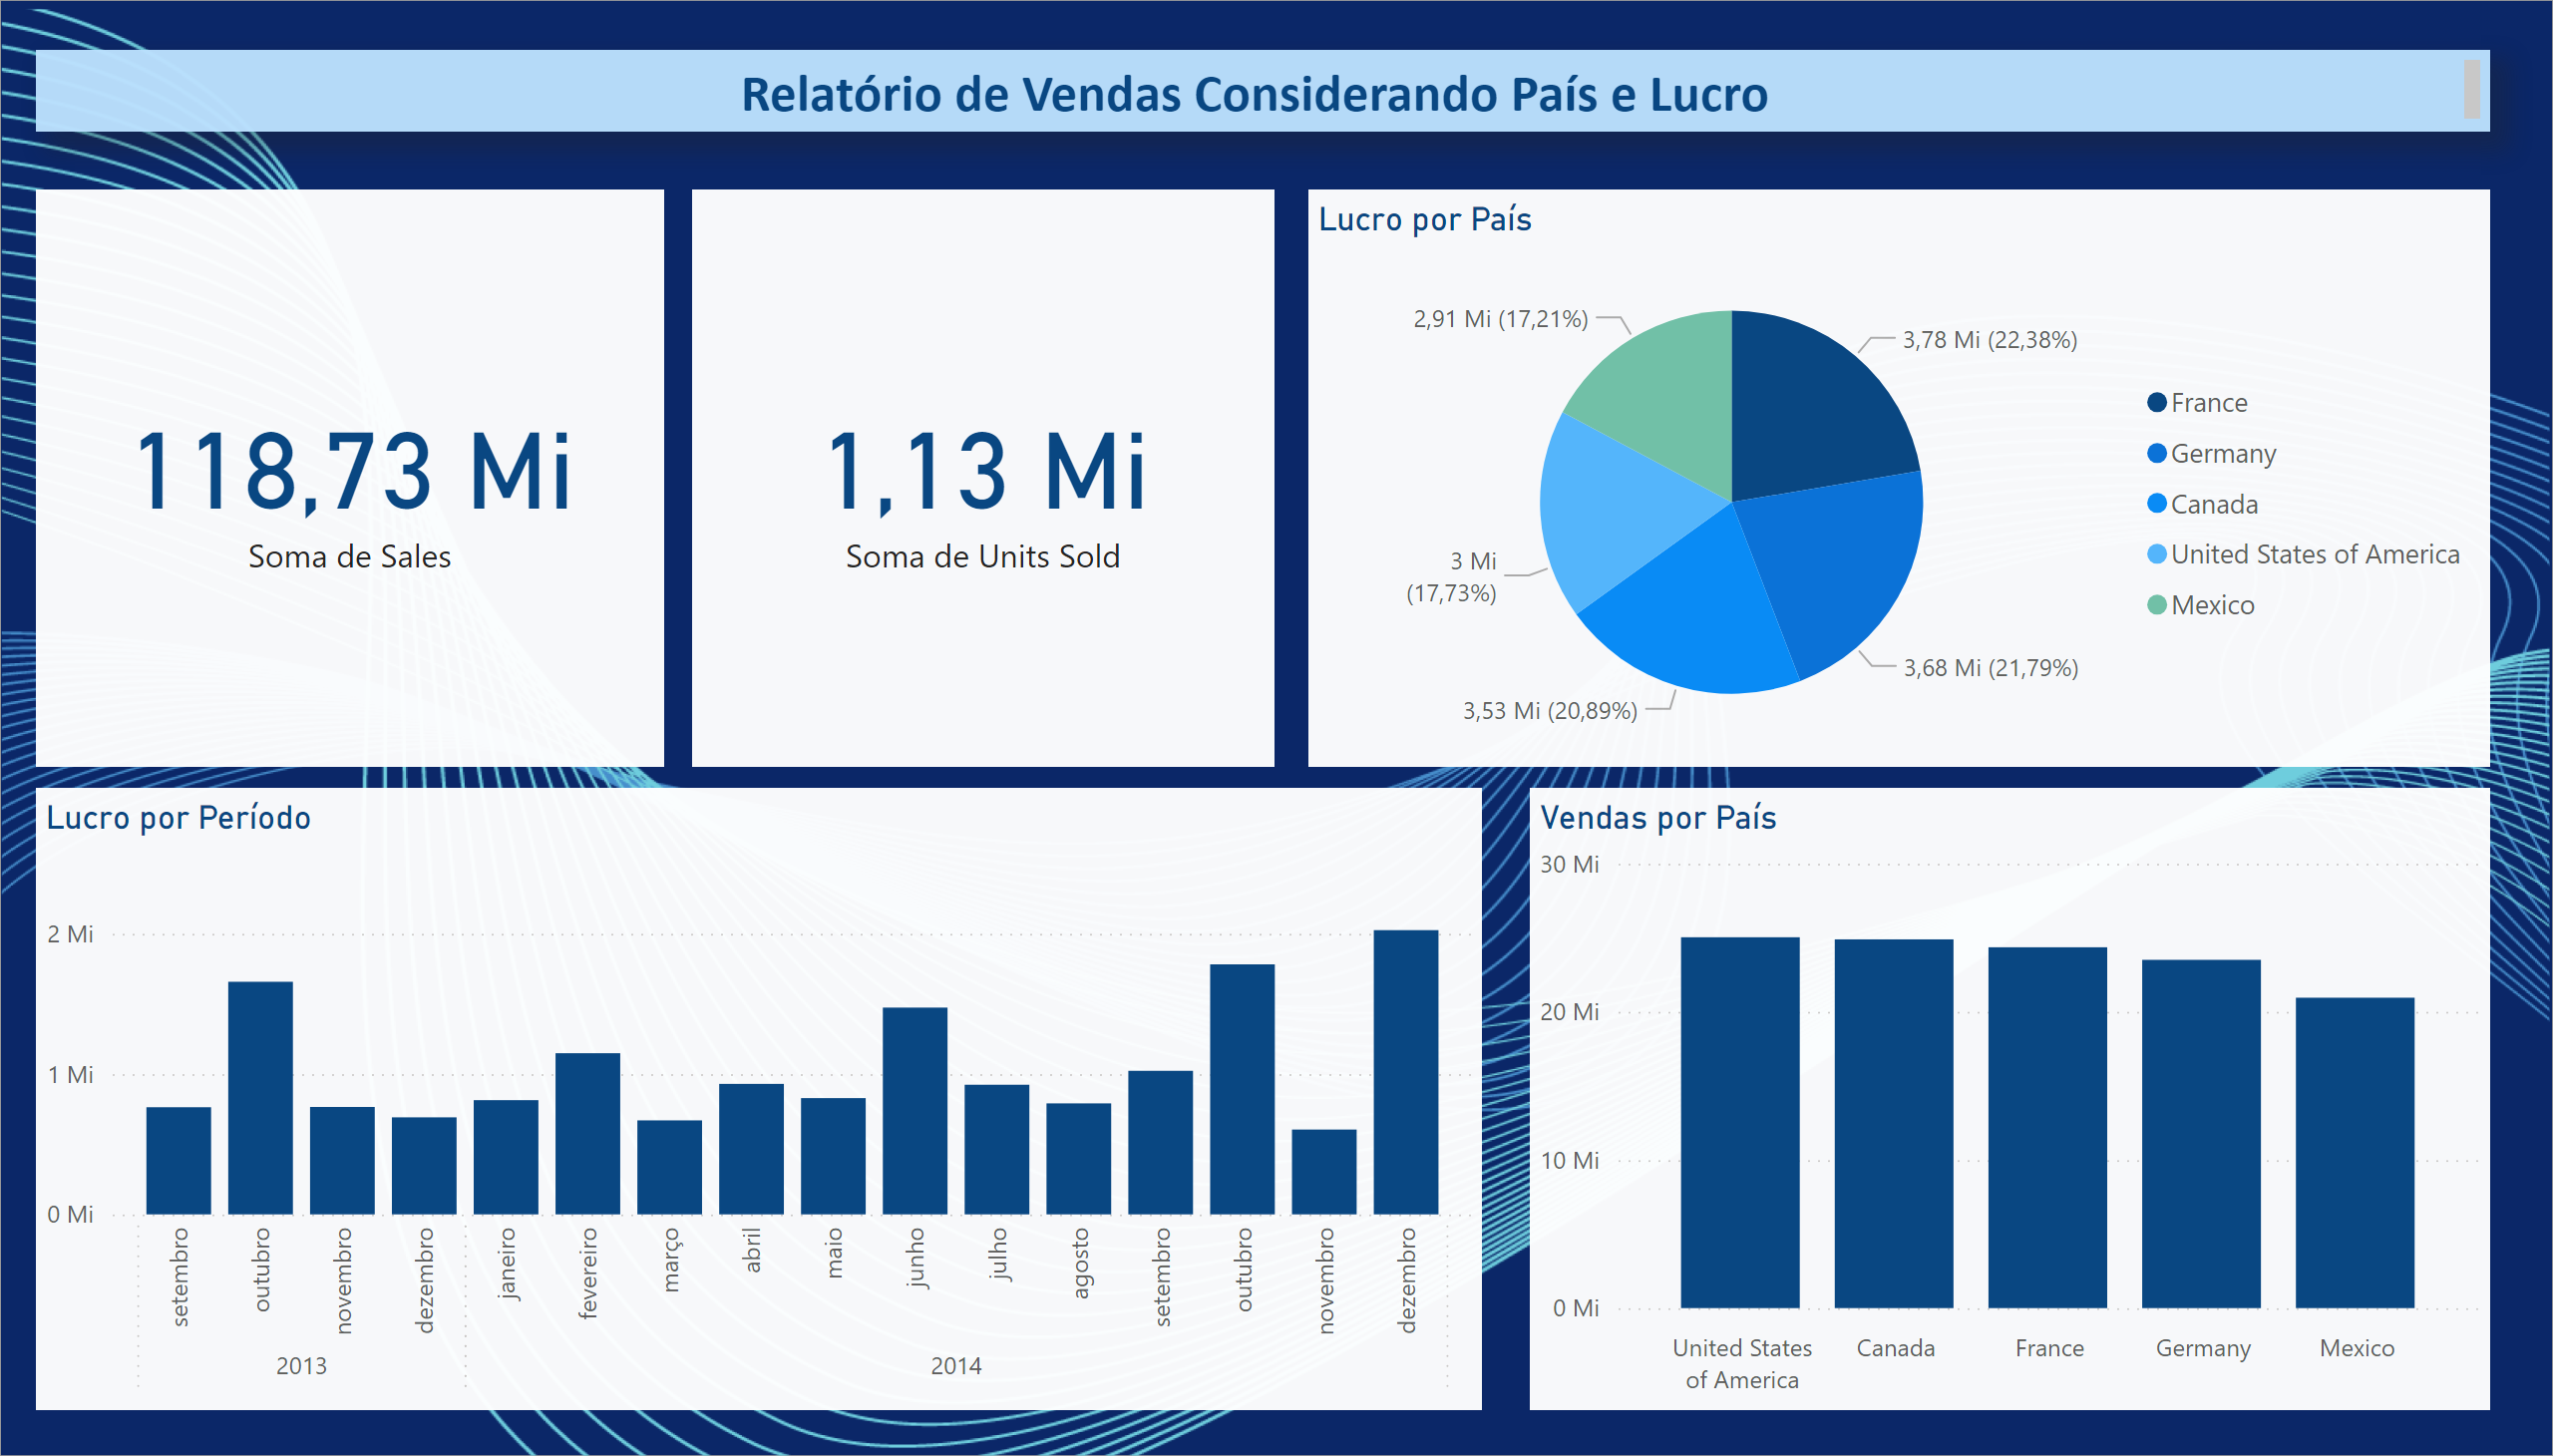 Relatório de Vendas Considerando País e Lucro
118,73 Mi
Soma de Sales
1,13 Mi
Soma de Units Sold
Lucro por País
2,91 Mi (17,21%)
3,78 Mi (22,38%)
3 Mi
(17,73%)
3,68 Mi (21,79%)
3,53 Mi (20,89%)
France
Germany
Canada
United States of America
Mexico
Lucro por Período
2 Mi
1 Mi
0 Mi
setembro
outubro
novembro
dezembro
janeiro
fevereiro
março
abril
maio
junho
julho
agosto
setembro
outubro
novembro
dezembro
2013
2014
Vendas por País
30 Mi
20 Mi
10 Mi
0 Mi
United States
of America
Canada
France
Germany
Mexico